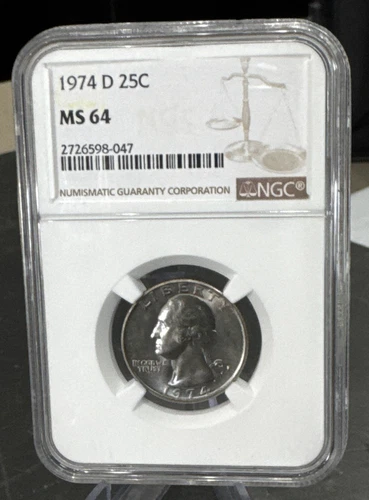 1974 D 25C
MS 64
2726598-047
NUMISMATIC GUARANTY CORPORATION NGC®
LIBERTY
IN GOD WE
TRUST
1974